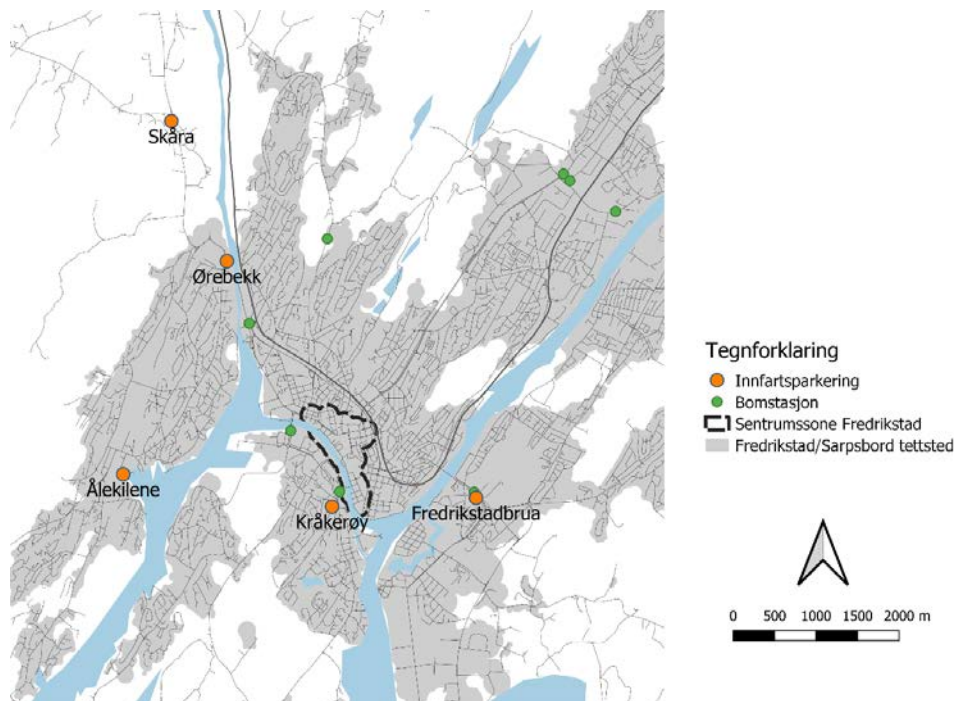 Skåra
Ørebekk
Ålekilene
Kråkerøy
Fredrikstadbrua
Tegnforklaring
Innfartsparkering
Bomstasjon
Sentrumssone Fredrikstad
Fredrikstad/Sarpsbord tettsted
0 500 1000 1500 2000 m